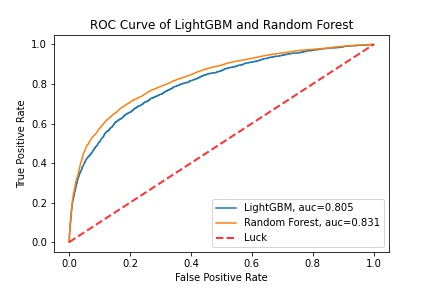 ROC Curve of LightGBM and Random Forest
True Positive Rate
1.0
0.8
0.6
0.4
0.2
0.0
LightGBM, auc=0.805
Random Forest, auc=0.831
Luck
0.0 0.2 0.4 0.6 0.8 1.0
False Positive Rate